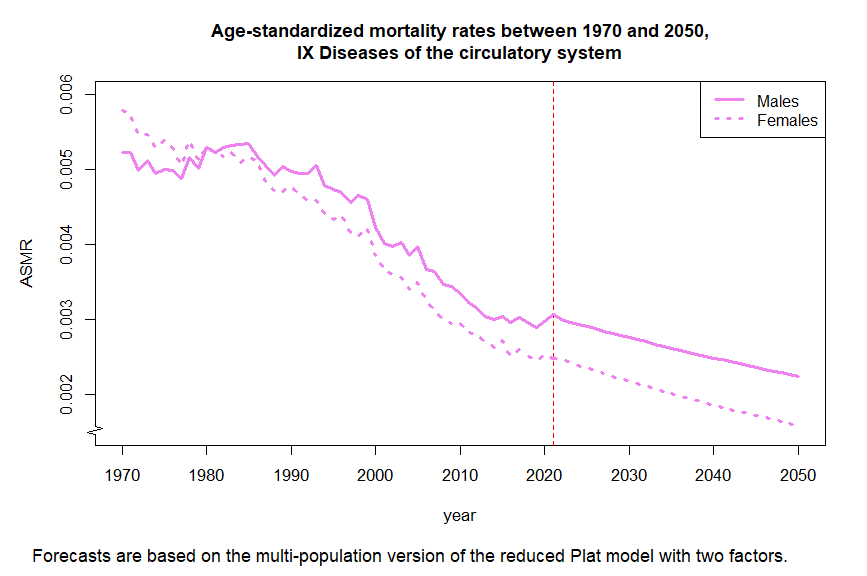 Age-standardized mortality rates between 1970 and 2050,
IX Diseases of the circulatory system
Males
Females
ASMR
0.006
0.005
0.004
0.003
0.002
1970 1980 1990 2000 2010 2020 2030 2040 2050
year
Forecasts are based on the multi-population version of the reduced Plat model with two factors.